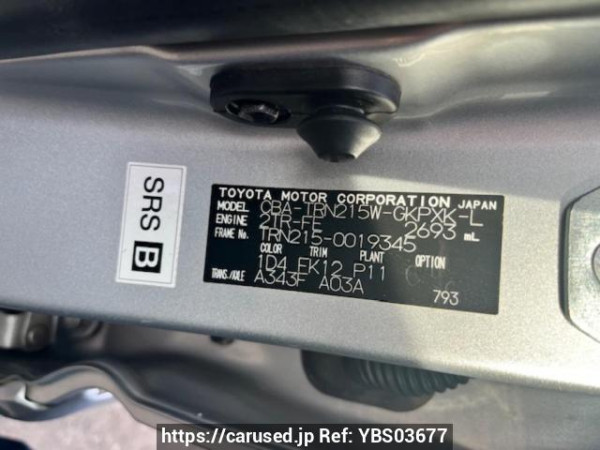 SRS B
TOYOTA MOTOR CORPORATION JAPAN
MODEL CBA-TRN215W-GKPXK-L
ENGINE 2TR-FE 2693 mL
FRAME No. TRN215-0019345
COLOR TRIM PLANT OPTION
1D4 FK12 P11
TRANS./AXLE A343F A03A
793
https://carused.jp Ref: YBS03677